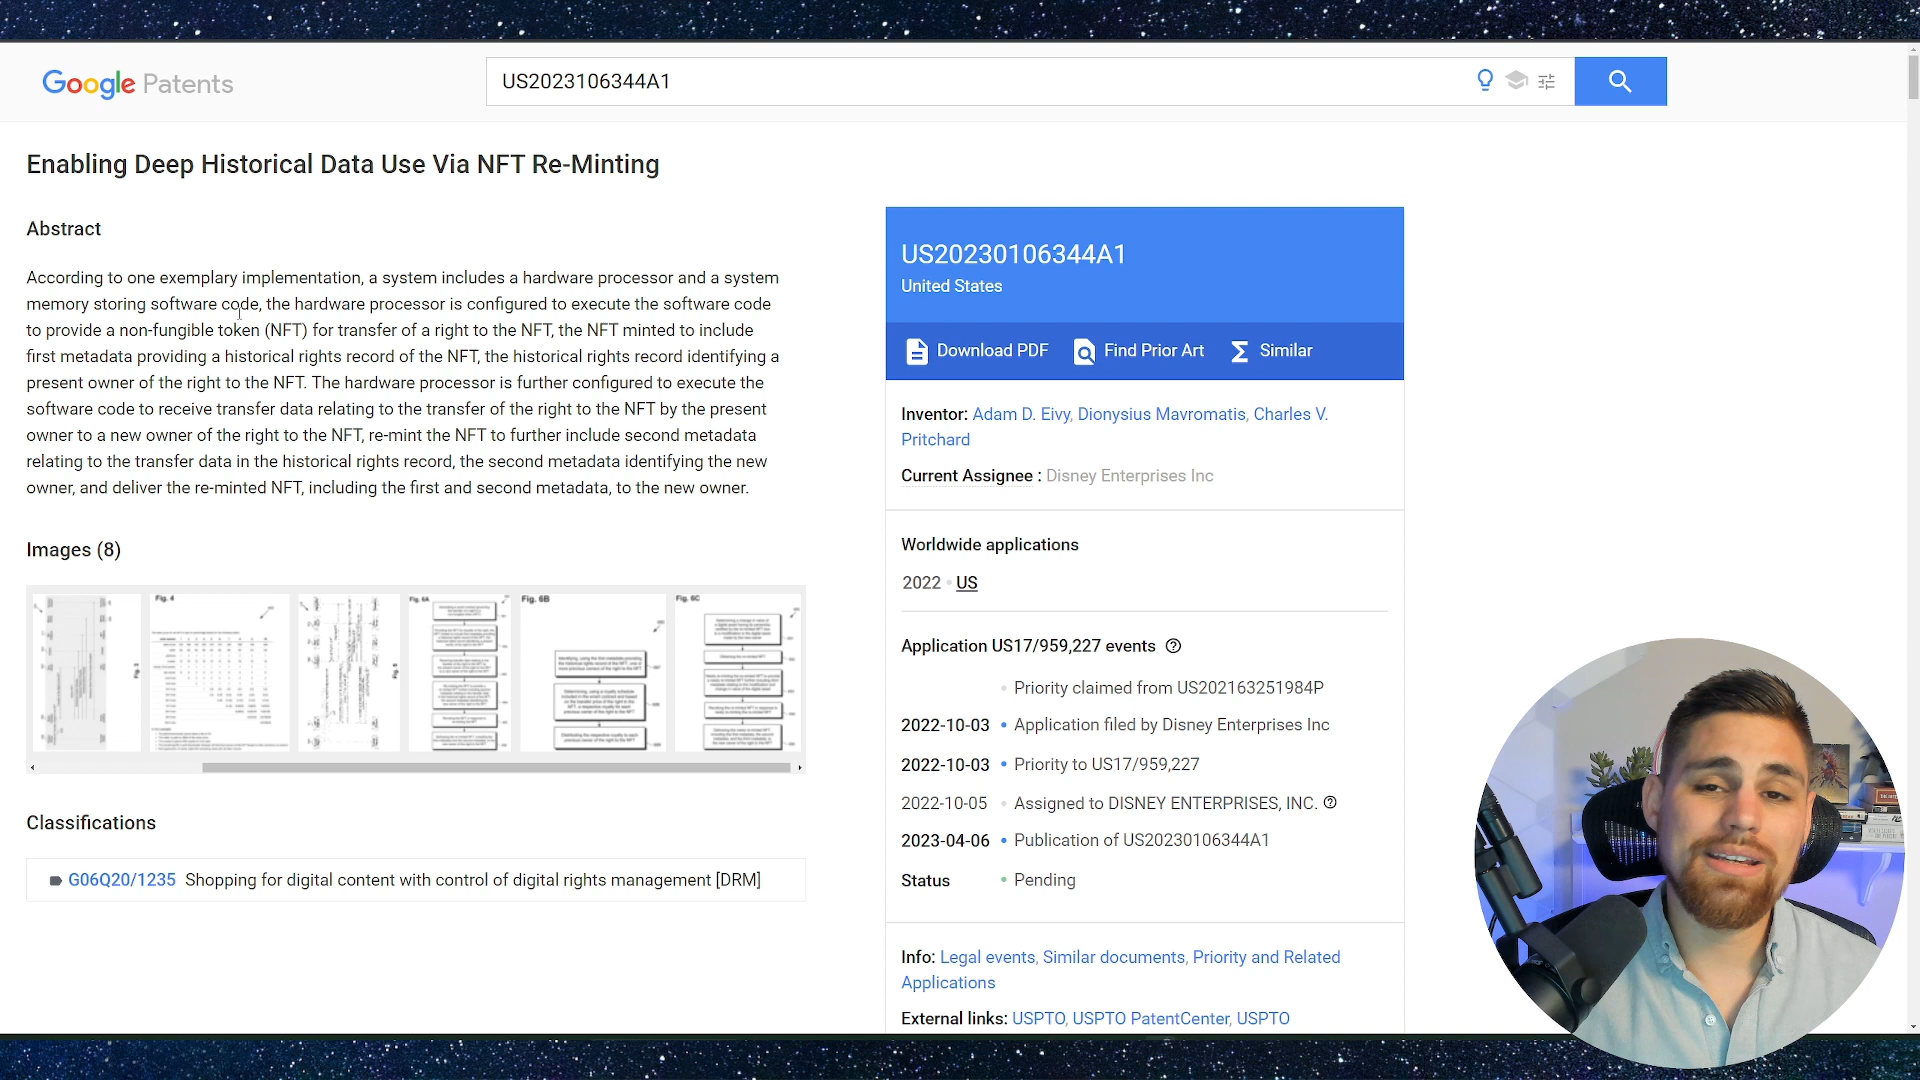 Google Patents
US2023106344A1
Enabling Deep Historical Data Use Via NFT Re-Minting
Abstract
According to one exemplary implementation, a system includes a hardware processor and a system
memory storing software code, the hardware processor is configured to execute the software code
to provide a non-fungible token (NFT) for transfer of a right to the NFT, the NFT minted to include
first metadata providing a historical rights record of the NFT, the historical rights record identifying a
present owner of the right to the NFT. The hardware processor is further configured to execute the
software code to receive transfer data relating to the transfer of the right to the NFT by the present
owner to a new owner of the right to the NFT, re-mint the NFT to further include second metadata
relating to the transfer data in the historical rights record, the second metadata identifying the new
owner, and deliver the re-minted NFT, including the first and second metadata, to the new owner.
Images (8)
Fig. 4
Fig. 6A
Fig. 6B
Fig. 6C
Classifications
G06Q20/1235 Shopping for digital content with control of digital rights management [DRM]
US20230106344A1
United States
Download PDF Find Prior Art Similar
Inventor: Adam D. Eivy, Dionysius Mavromatis, Charles V.
Pritchard
Current Assignee : Disney Enterprises Inc
Worldwide applications
2022 US
Application US17/959,227 events
Priority claimed from US202163251984P
2022-10-03 Application filed by Disney Enterprises Inc
2022-10-03 Priority to US17/959,227
2022-10-05 Assigned to DISNEY ENTERPRISES, INC.
2023-04-06 Publication of US20230106344A1
Status Pending
Info: Legal events, Similar documents, Priority and Related
Applications
External links: USPTO, USPTO PatentCenter, USPTO